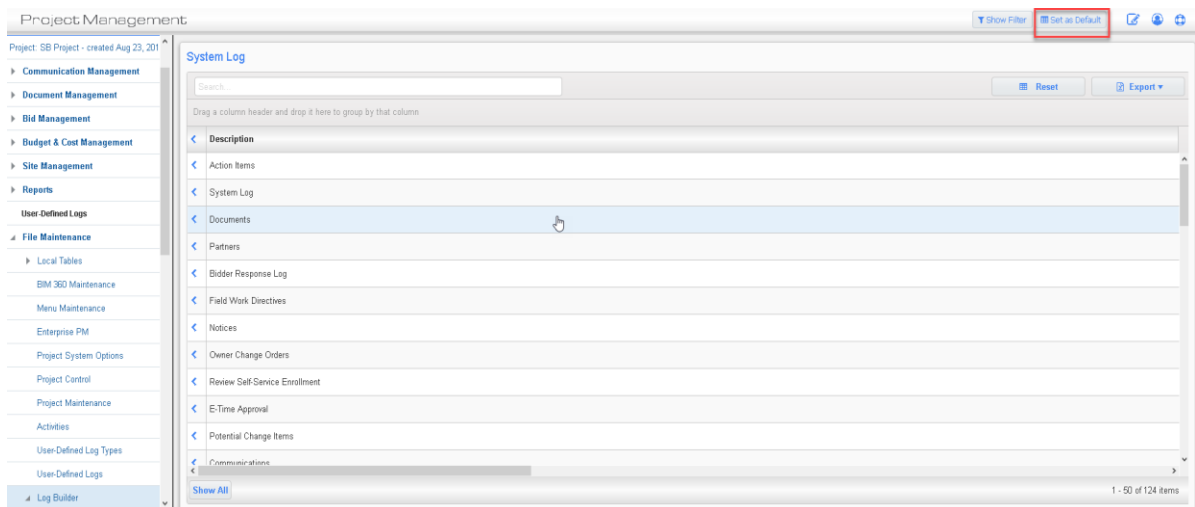 Project Management
Show Filter
Set as Default
Project: SB Project - created Aug 23, 201
Communication Management
Document Management
Bid Management
Budget & Cost Management
Site Management
Reports
User-Defined Logs
File Maintenance
Local Tables
BIM 360 Maintenance
Menu Maintenance
Enterprise PM
Project System Options
Project Control
Project Maintenance
Activities
User-Defined Log Types
User-Defined Logs
Log Builder
System Log
Search...
Reset
Export
Drag a column header and drop it here to group by that column
Description
Action Items
System Log
Documents
Partners
Bidder Response Log
Field Work Directives
Notices
Owner Change Orders
Review Self-Service Enrollment
E-Time Approval
Potential Change Items
Communications
Show All
1 - 50 of 124 items